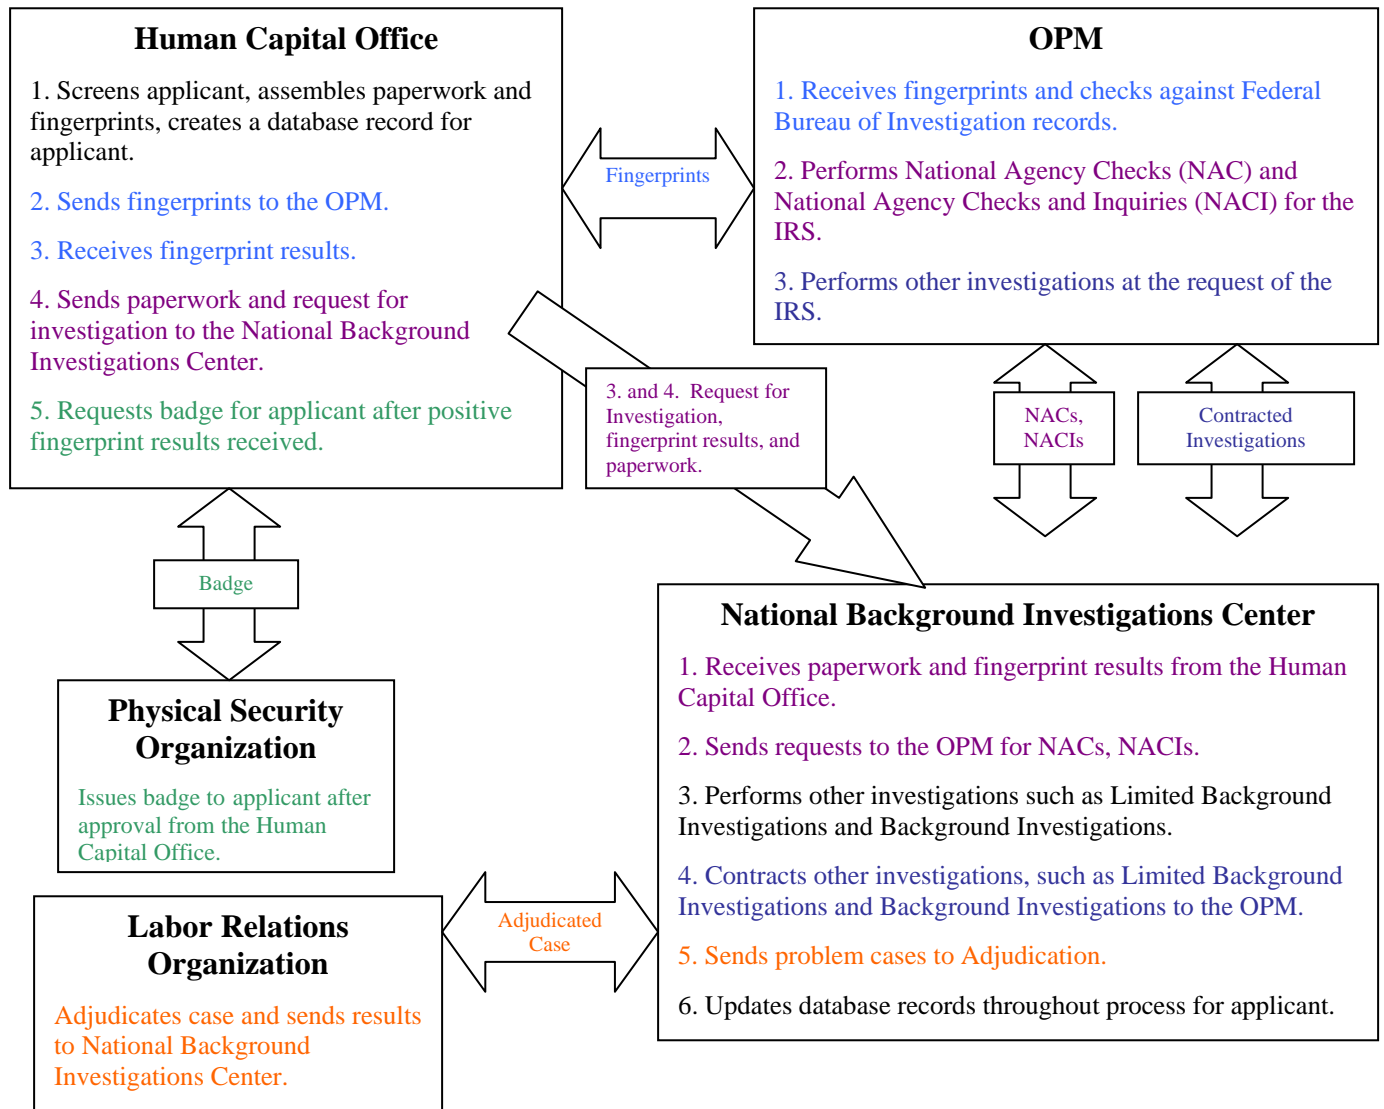 Human Capital Office
1. Screens applicant, assembles paperwork and
fingerprints, creates a database record for
applicant.
2. Sends fingerprints to the OPM.
3. Receives fingerprint results.
4. Sends paperwork and request for
investigation to the National Background
Investigations Center.
5. Requests badge for applicant after positive
fingerprint results received.
Fingerprints
OPM
1. Receives fingerprints and checks against Federal
Bureau of Investigation records.
2. Performs National Agency Checks (NAC) and
National Agency Checks and Inquiries (NACI) for the
IRS.
3. Performs other investigations at the request of the
IRS.
3. and 4.  Request for
Investigation,
fingerprint results, and
paperwork.
NACs,
NACIs
Contracted
Investigations
Badge
Physical Security
Organization
Issues badge to applicant after
approval from the Human
Capital Office.
National Background Investigations Center
1. Receives paperwork and fingerprint results from the Human
Capital Office.
2. Sends requests to the OPM for NACs, NACIs.
3. Performs other investigations such as Limited Background
Investigations and Background Investigations.
4. Contracts other investigations, such as Limited Background
Investigations and Background Investigations to the OPM.
5. Sends problem cases to Adjudication.
6. Updates database records throughout process for applicant.
Adjudicated
Case
Labor Relations
Organization
Adjudicates case and sends results
to National Background
Investigations Center.